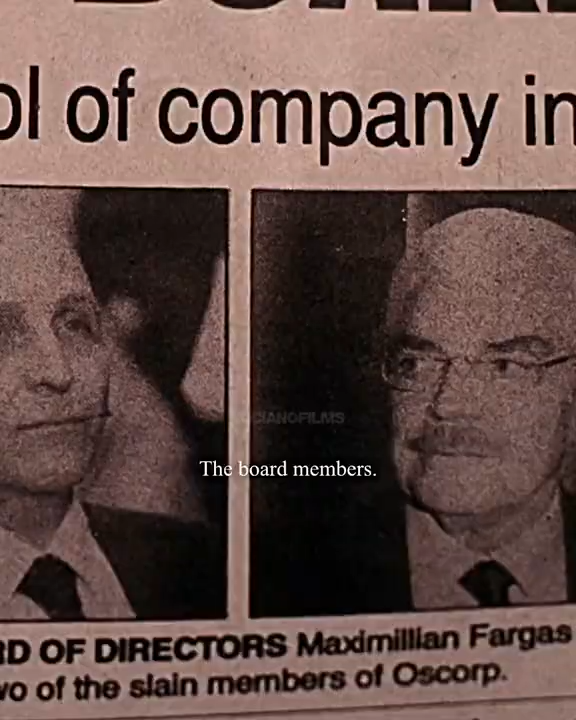 ol of company in
CIANOFILMS
The board members.
RD OF DIRECTORS Maximillian Fargas
wo of the slain members of Oscorp.